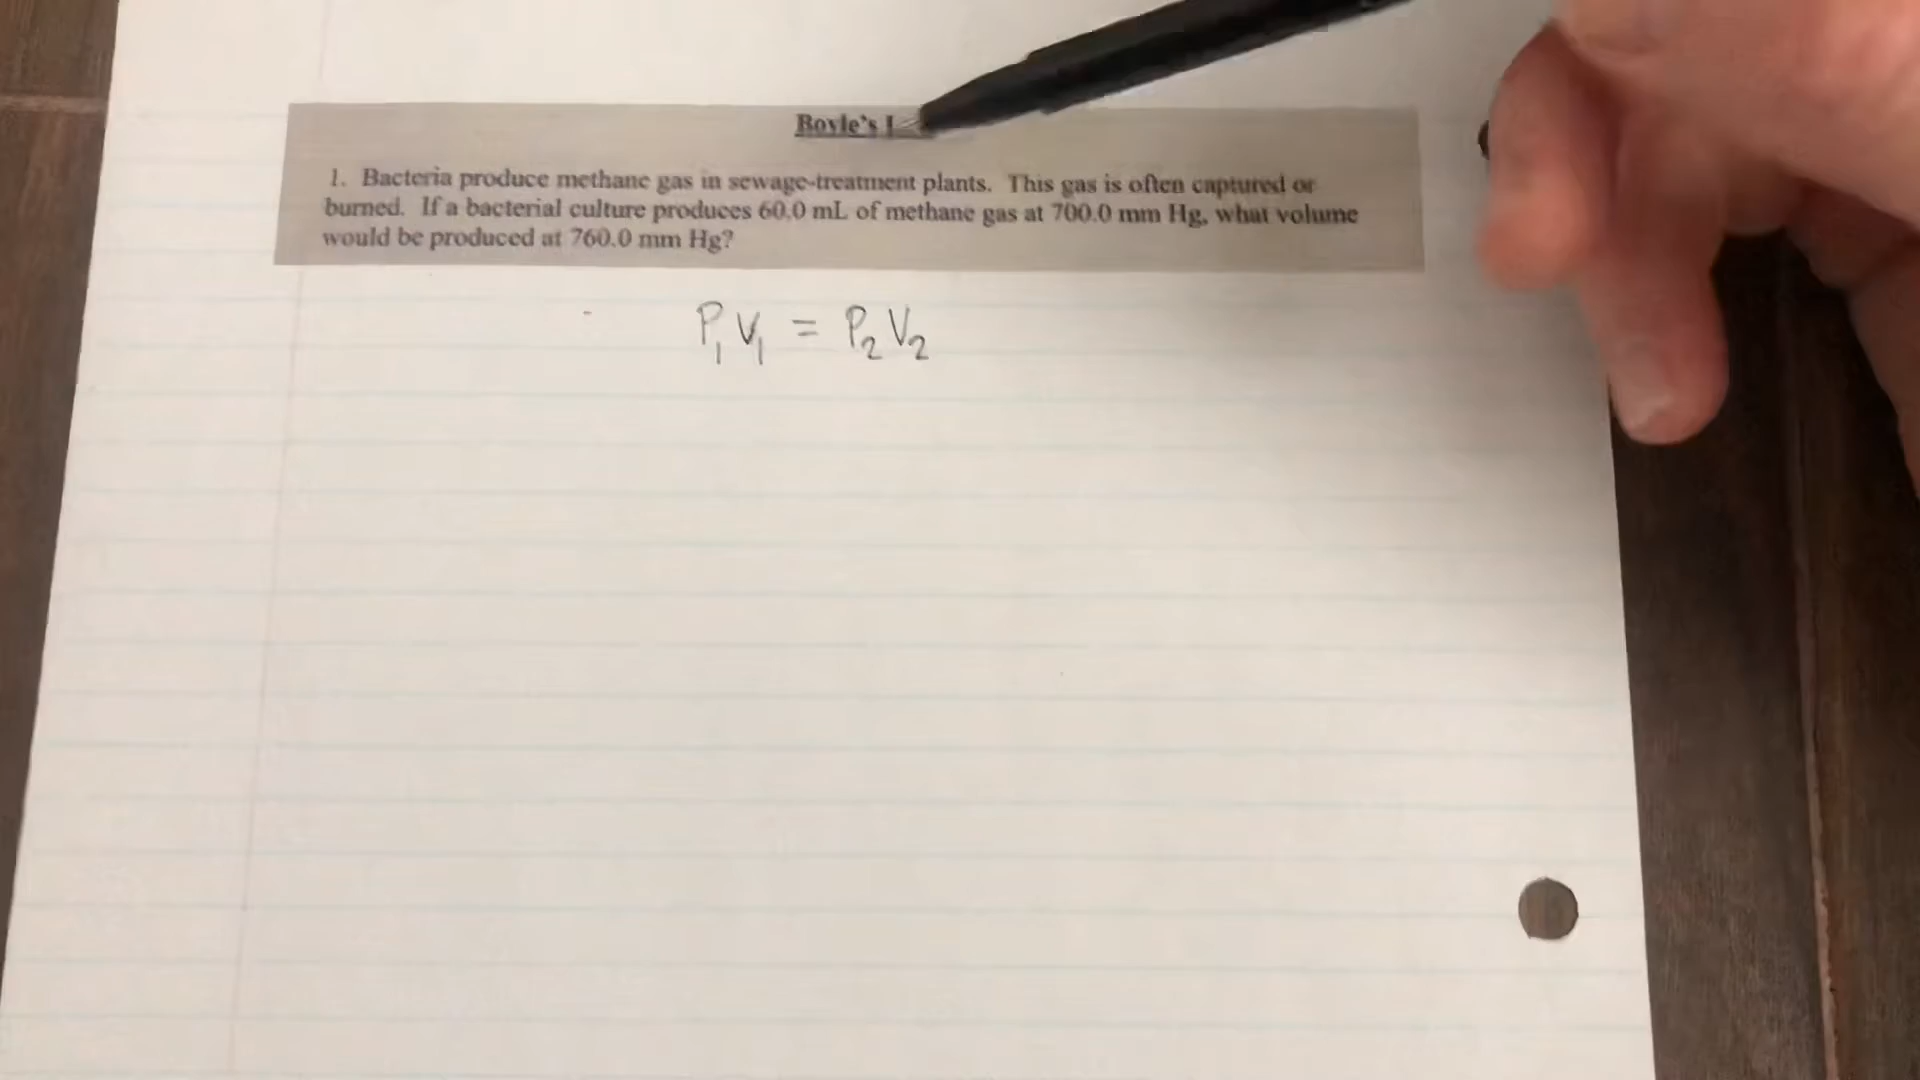 Boyle's
1. Bacteria produce methane gas in sewage-treatment plants. This gas is often captured or
burned. If a bacterial culture produces 60.0 mL of methane gas at 700.0 mm Hg, what volume
would be produced at 760.0 mm Hg?
P₁V₁ = P₂V₂